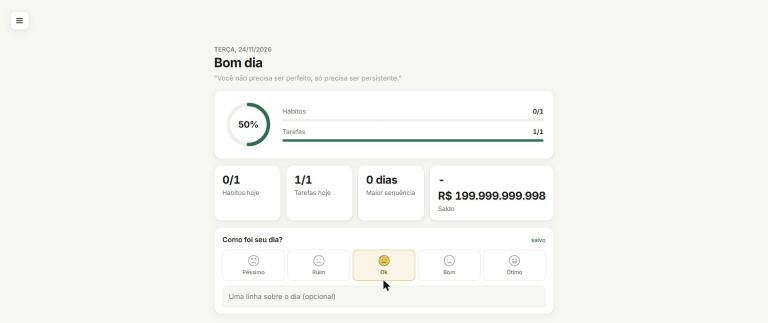 TERÇA, 24/11/2026
Bom dia
"Você não precisa ser perfeito, só precisa ser persistente."
50%
Hábitos 0/1
Tarefas 1/1
0/1
Hábitos hoje
1/1
Tarefas hoje
0 dias
Maior sequência
-
R$ 199.999.999.998
Saldo
Como foi seu dia? salvo
Péssimo Ruim Ok Bom Ótimo
Uma linha sobre o dia (opcional)